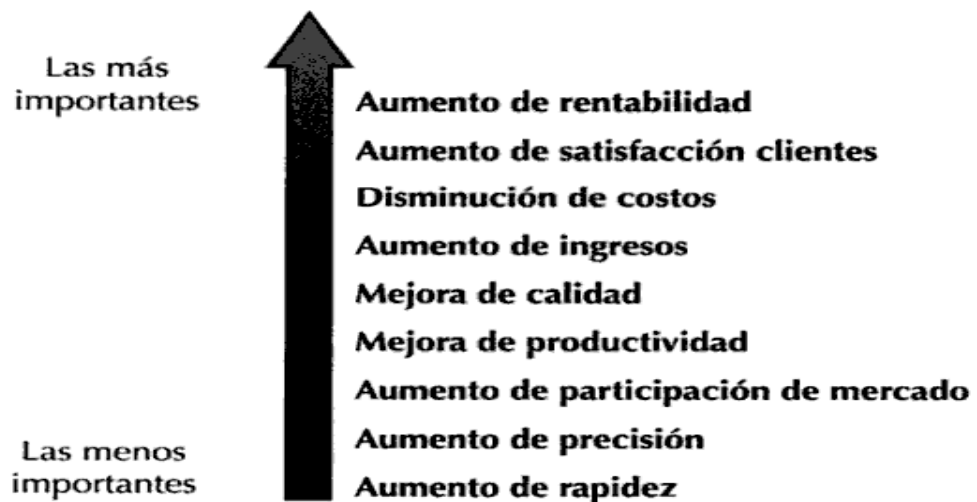 Las más
importantes
Aumento de rentabilidad
Aumento de satisfacción clientes
Disminución de costos
Aumento de ingresos
Mejora de calidad
Mejora de productividad
Aumento de participación de mercado
Aumento de precisión
Las menos
importantes
Aumento de rapidez